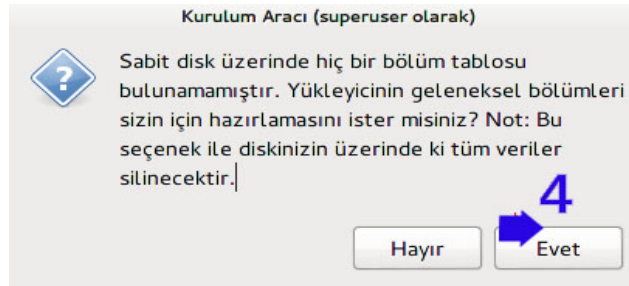 Kurulum Aracı (superuser olarak)
Sabit disk üzerinde hiç bir bölüm tablosu
bulunamamıştır. Yükleyicinin geleneksel bölümleri
sizin için hazırlamasını ister misiniz? Not: Bu
seçenek ile diskinizin üzerinde ki tüm veriler
silinecektir.
4
Hayır Evet